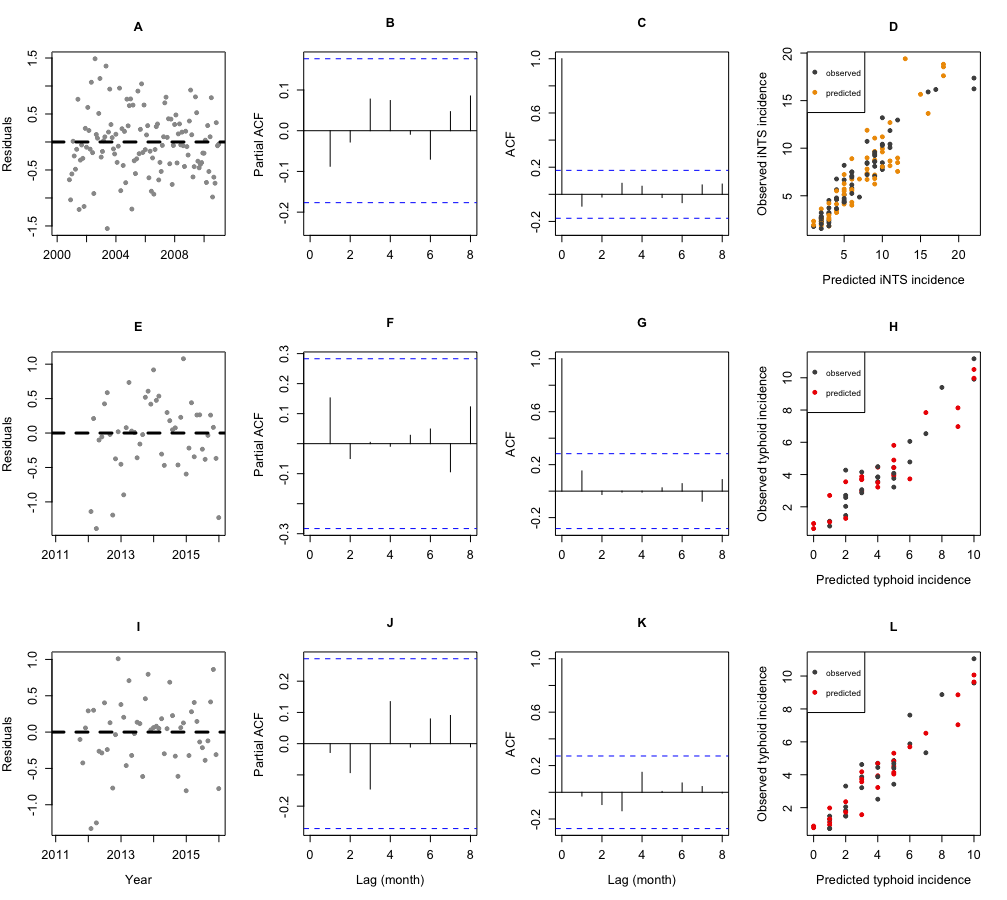 A
Residuals
1.5
0.5
-0.5
-1.5
2000 2004 2008
B
Partial ACF
0.1
0.0
-0.1
-0.2
0 2 4 6 8
C
ACF
1.0
0.6
0.2
-0.2
0 2 4 6 8
D
Observed iNTS incidence
20
15
10
5
observed
predicted
5 10 15 20
Predicted iNTS incidence
E
Residuals
1.0
0.5
0.0
-0.5
-1.0
2011 2013 2015
F
Partial ACF
0.3
0.2
0.1
-0.1
-0.3
0 2 4 6 8
G
ACF
1.0
0.6
0.2
-0.2
0 2 4 6 8
H
Observed typhoid incidence
10
8
6
4
2
observed
predicted
0 2 4 6 8 10
Predicted typhoid incidence
I
Residuals
1.0
0.5
0.0
-0.5
-1.0
2011 2013 2015
Year
J
Partial ACF
0.2
0.1
0.0
-0.2
0 2 4 6 8
Lag (month)
K
ACF
1.0
0.6
0.2
-0.2
0 2 4 6 8
Lag (month)
L
Observed typhoid incidence
10
8
6
4
2
observed
predicted
0 2 4 6 8 10
Predicted typhoid incidence